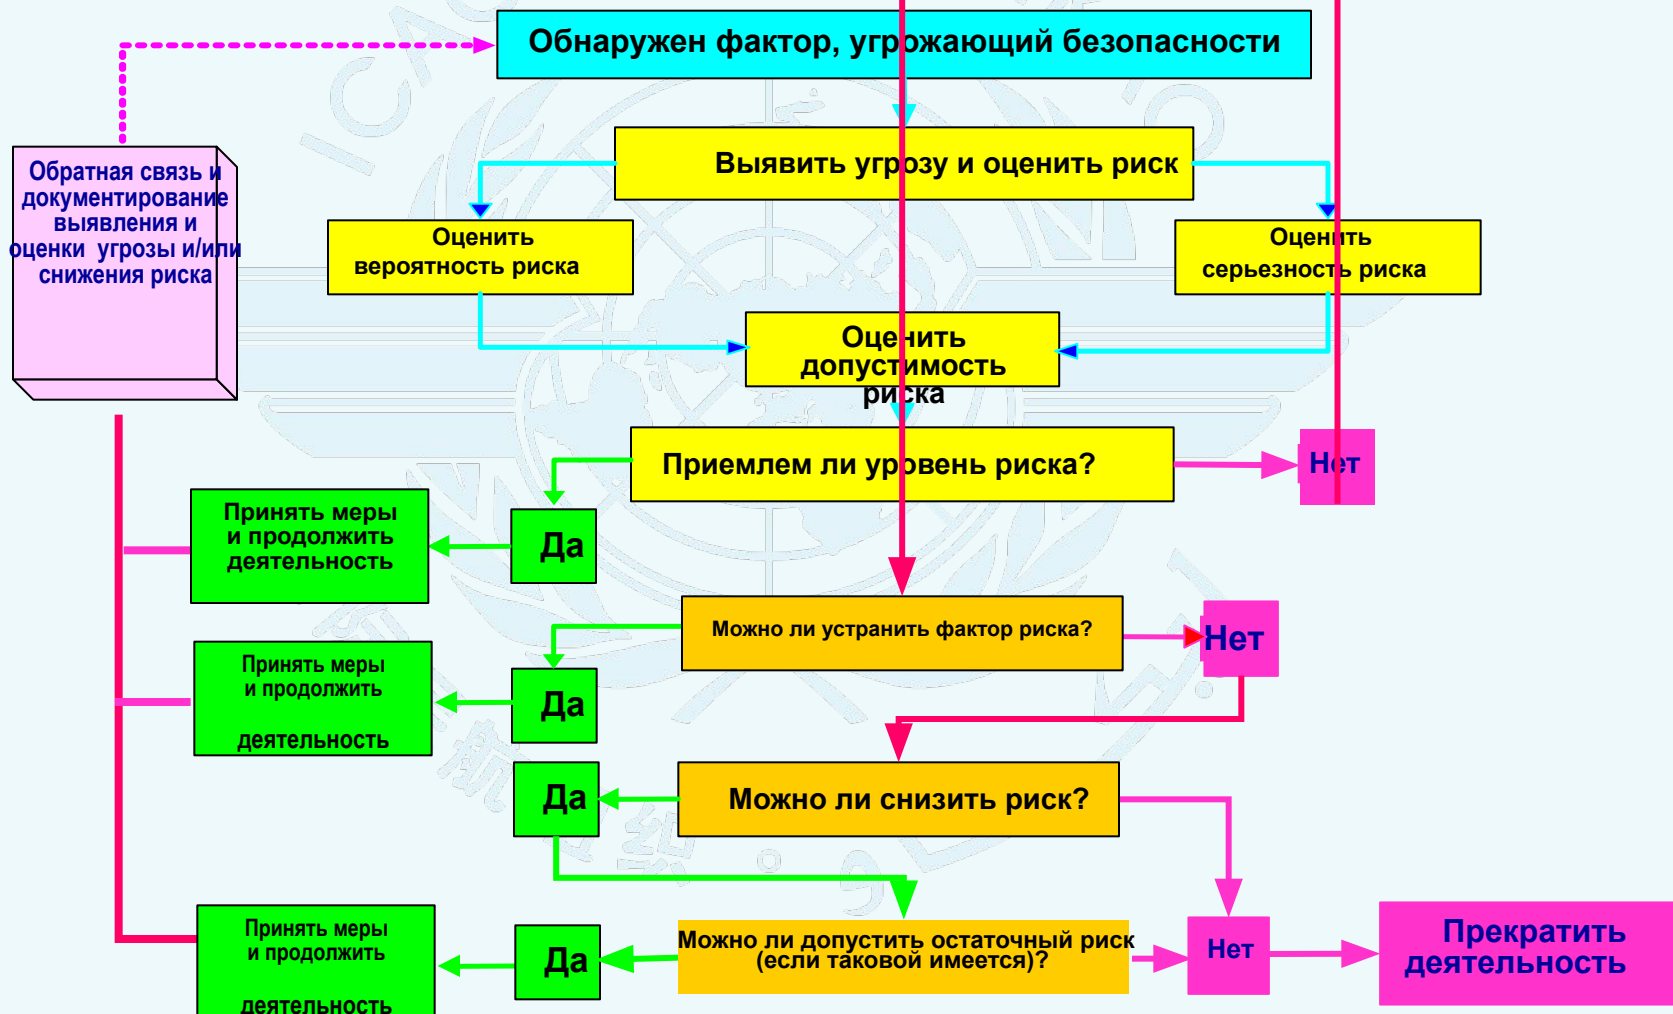 Обнаружен фактор, угрожающий безопасности
Выявить угрозу и оценить риск
Обратная связь и
документирование
выявления и
оценки угрозы и/или
снижения риска
Оценить
вероятность риска
Оценить
серьезность риска
Оценить
допустимость
риска
Приемлем ли уровень риска?
Нет
Принять меры
и продолжить
деятельность
Да
Можно ли устранить фактор риска?
Нет
Принять меры
и продолжить
деятельность
Да
Да
Можно ли снизить риск?
Принять меры
и продолжить
деятельность
Да
Можно ли допустить остаточный риск
(если таковой имеется)?
Нет
Прекратить
деятельность